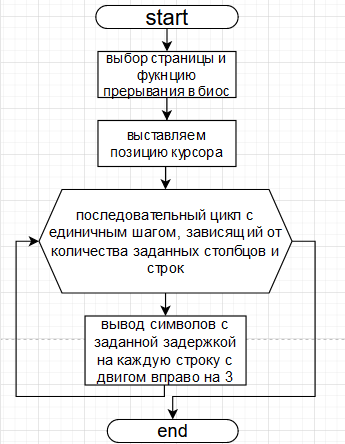 start
выбор страницы и
фукнцию
прерывания в биос
выставляем
позицию курсора
последовательный цикл с
единичным шагом, зависящий от
количества заданных столбцов и
строк
вывод символов с
заданной задержкой
на каждую строку с
двигом вправо на 3
end